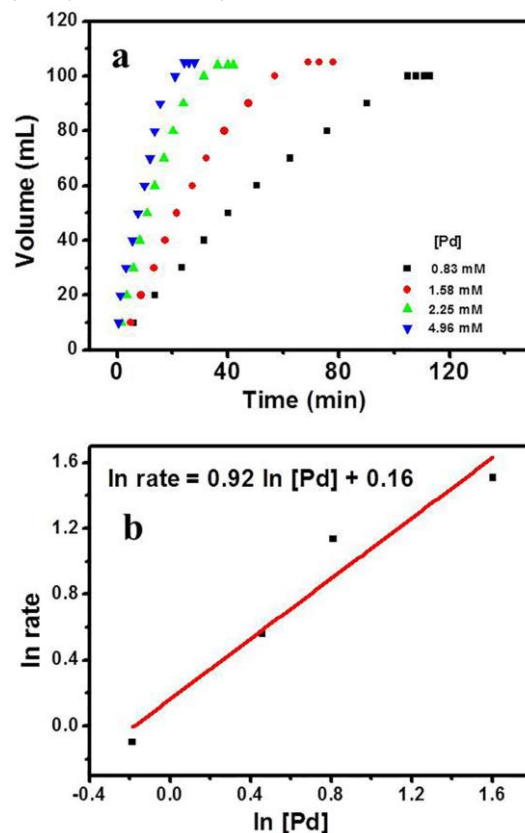 a
120
100
80
60
40
20
0
Volume (mL)
[Pd]
0.83 mM
1.58 mM
2.25 mM
4.96 mM
0
40
80
120
Time (min)
ln rate = 0.92 ln [Pd] + 0.16
b
1.6
1.2
0.8
0.4
0.0
ln rate
-0.4
0.0
0.4
0.8
1.2
1.6
ln [Pd]